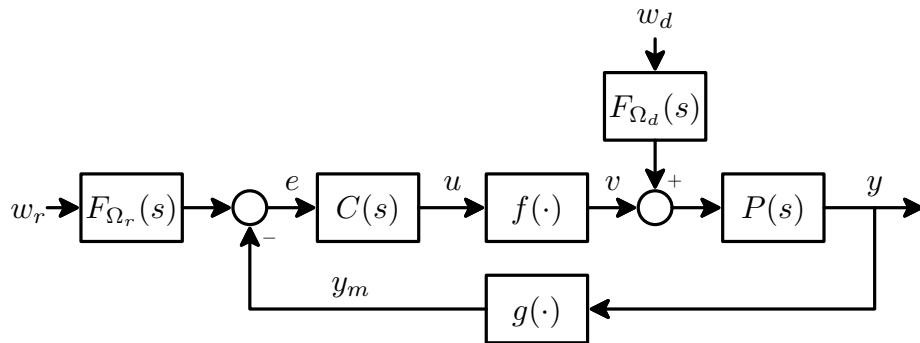 w_d
F_{Ω_d}(s)
w_r F_{Ω_r}(s) e C(s) u f(·) v + P(s) y
−
y_m g(·)